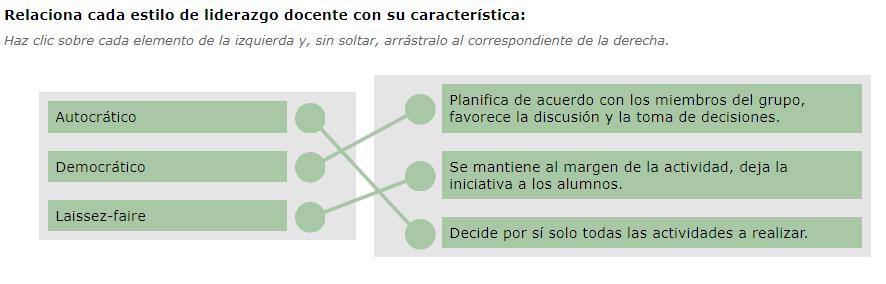 Relaciona cada estilo de liderazgo docente con su característica:
Haz clic sobre cada elemento de la izquierda y, sin soltar, arrástralo al correspondiente de la derecha.
Autocrático
Democrático
Laissez-faire
Planifica de acuerdo con los miembros del grupo,
favorece la discusión y la toma de decisiones.
Se mantiene al margen de la actividad, deja la
iniciativa a los alumnos.
Decide por sí solo todas las actividades a realizar.